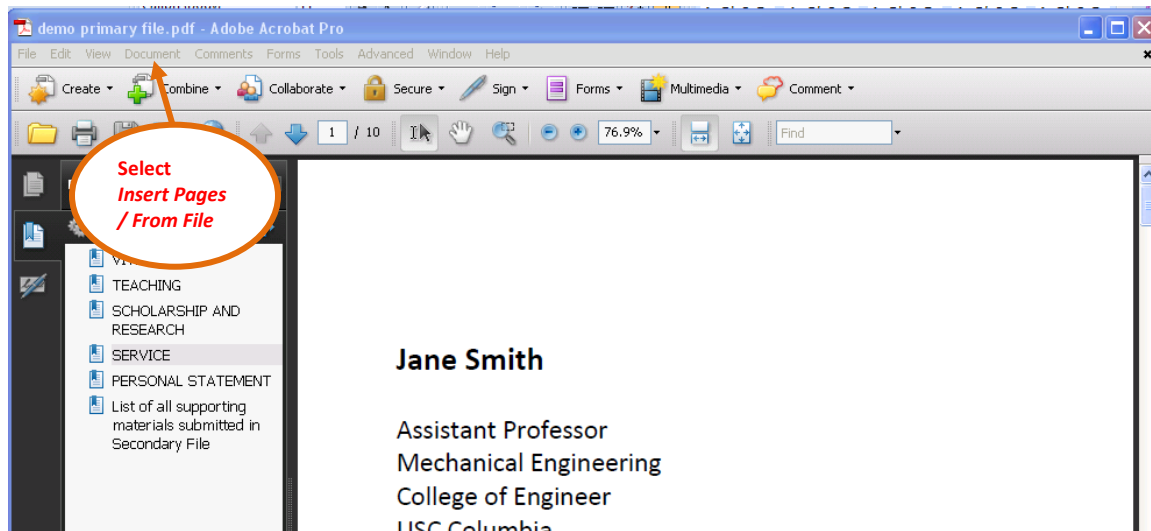 demo primary file.pdf - Adobe Acrobat Pro
File Edit View Document Comments Forms Tools Advanced Window Help
Create Combine Collaborate Secure Sign Forms Multimedia Comment
1 / 10 76.9% Find
Select
Insert Pages
/ From File
TEACHING
SCHOLARSHIP AND
RESEARCH
SERVICE
PERSONAL STATEMENT
List of all supporting
materials submitted in
Secondary File
Jane Smith
Assistant Professor
Mechanical Engineering
College of Engineer
USC Columbia